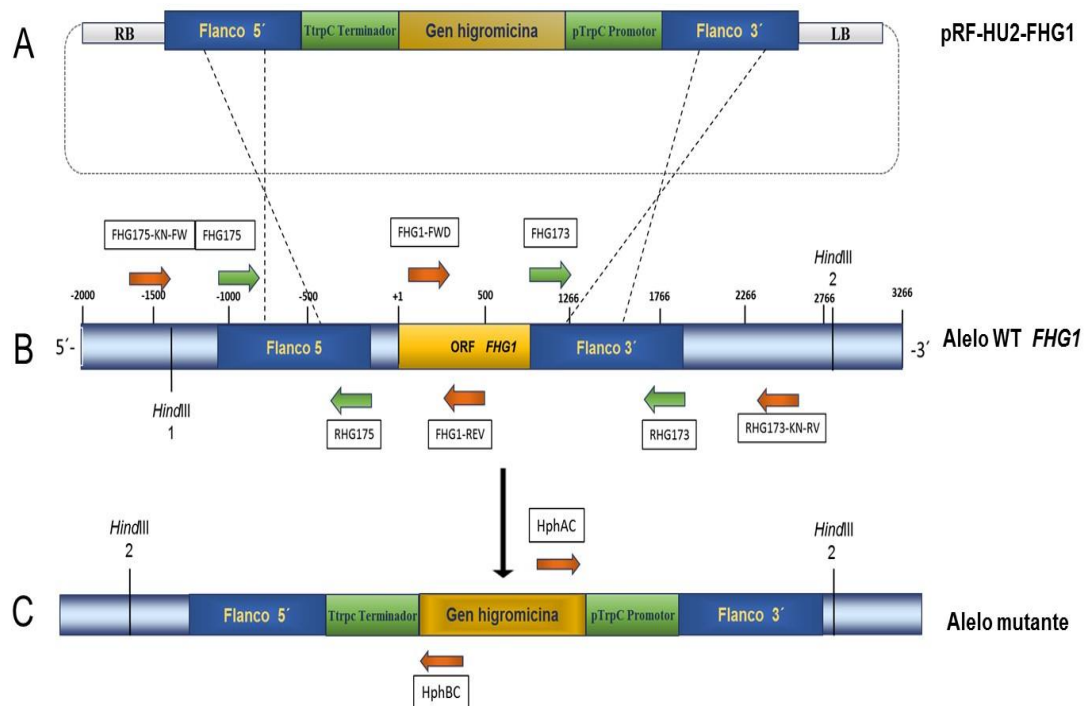 A
RB
Flanco 5´
TtrpC Terminador
Gen higromicina
pTrpC Promotor
Flanco 3´
LB
pRF-HU2-FHG1
FHG175-KN-FW
FHG175
FHG1-FWD
FHG173
HindIII
2
-2000
-1500
-1000
-500
+1
500
1266
1766
2266
2766
3266
B
5´-
Flanco 5
ORF FHG1
Flanco 3´
-3´
Alelo WT FHG1
HindIII
1
RHG175
FHG1-REV
RHG173
RHG173-KN-RV
HphAC
HindIII
2
HindIII
2
C
Flanco 5´
Ttrpc Terminador
Gen higromicina
pTrpC Promotor
Flanco 3´
Alelo mutante
HphBC